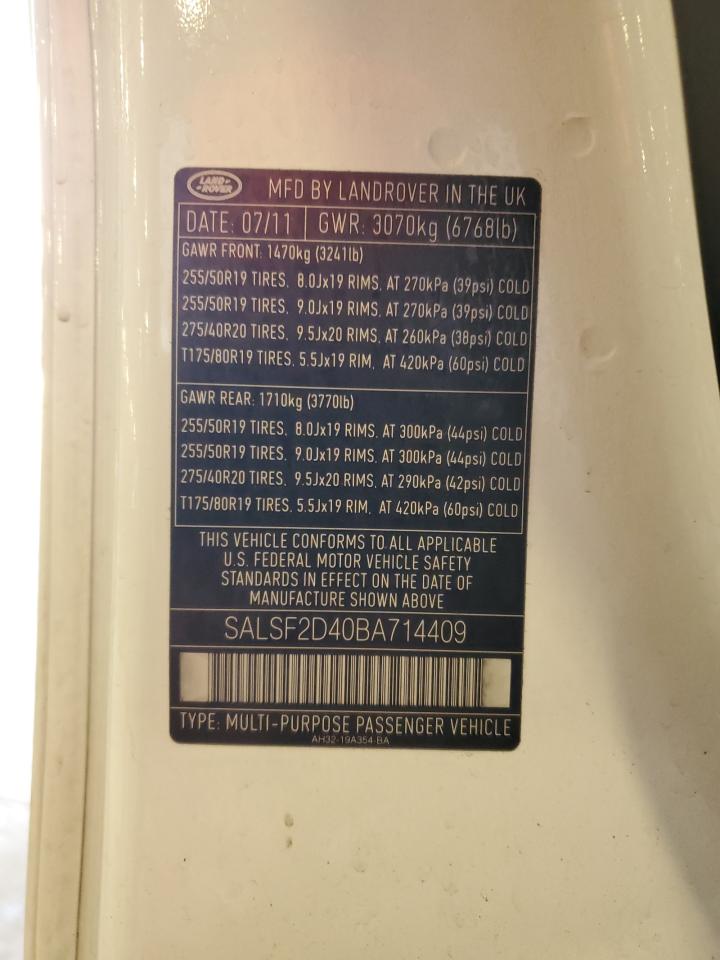 LAND-
-ROVER
MFD BY LANDROVER IN THE UK
DATE: 07/11 GWR: 3070kg (6768lb)
GAWR FRONT: 1470kg (3241lb)
255/50R19 TIRES, 8.0Jx19 RIMS, AT 270kPa (39psi) COLD
255/50R19 TIRES, 9.0Jx19 RIMS, AT 270kPa (39psi) COLD
275/40R20 TIRES, 9.5Jx20 RIMS, AT 260kPa (38psi) COLD
T175/80R19 TIRES, 5.5Jx19 RIM, AT 420kPa (60psi) COLD
GAWR REAR: 1710kg (3770lb)
255/50R19 TIRES, 8.0Jx19 RIMS, AT 300kPa (44psi) COLD
255/50R19 TIRES, 9.0Jx19 RIMS, AT 300kPa (44psi) COLD
275/40R20 TIRES, 9.5Jx20 RIMS, AT 290kPa (42psi) COLD
T175/80R19 TIRES, 5.5Jx19 RIM, AT 420kPa (60psi) COLD
THIS VEHICLE CONFORMS TO ALL APPLICABLE
U.S. FEDERAL MOTOR VEHICLE SAFETY
STANDARDS IN EFFECT ON THE DATE OF
MANUFACTURE SHOWN ABOVE
SALSF2D40BA714409
TYPE: MULTI-PURPOSE PASSENGER VEHICLE
AH32-19A354-BA